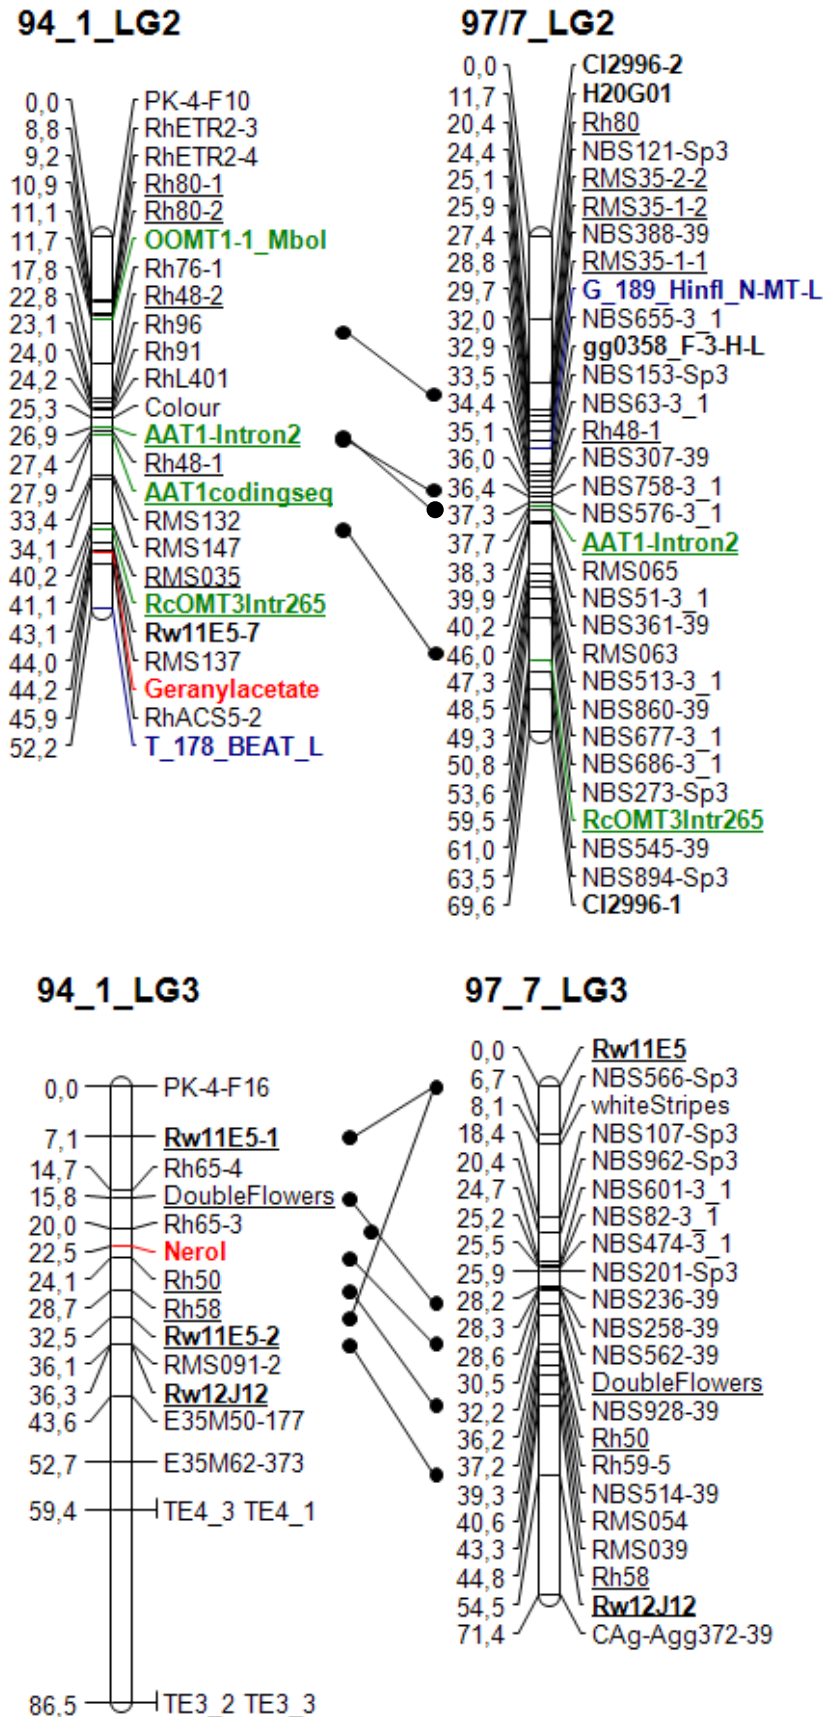 94_1_LG2
0,0 PK-4-F10
8,8 RhETR2-3
9,2 RhETR2-4
10,9 Rh80-1
11,1 Rh80-2
11,7 OOMT1-1_Mbol
17,8 Rh76-1
22,8 Rh48-2
23,1 Rh96
24,0 Rh91
24,2 RhL401
25,3 Colour
26,9 AAT1-Intron2
27,4 Rh48-1
27,9 AAT1codingseq
33,4 RMS132
34,1 RMS147
40,2 RMS035
41,1 RcOMT3Intr265
43,1 Rw11E5-7
44,0 RMS137
44,2 Geranylacetate
45,9 RhACS5-2
52,2 T_178_BEAT_L
97/7_LG2
0,0 CI2996-2
11,7 H20G01
20,4 Rh80
24,4 NBS121-Sp3
25,1 RMS35-2-2
25,9 RMS35-1-2
27,4 NBS388-39
28,8 RMS35-1-1
29,7 G_189_Hinfl_N-MT-L
32,0 NBS655-3_1
32,9 gg0358_F-3-H-L
33,5 NBS153-Sp3
34,4 NBS63-3_1
35,1 Rh48-1
36,0 NBS307-39
36,4 NBS758-3_1
37,3 NBS576-3_1
37,7 AAT1-Intron2
38,3 RMS065
39,9 NBS51-3_1
40,2 NBS361-39
46,0 RMS063
47,3 NBS513-3_1
48,5 NBS860-39
49,3 NBS677-3_1
50,8 NBS686-3_1
53,6 NBS273-Sp3
59,5 RcOMT3Intr265
61,0 NBS545-39
63,5 NBS894-Sp3
69,6 CI2996-1
94_1_LG3
0,0 PK-4-F16
7,1 Rw11E5-1
14,7 Rh65-4
15,8 DoubleFlowers
20,0 Rh65-3
22,5 Nerol
24,1 Rh50
28,7 Rh58
32,5 Rw11E5-2
36,1 RMS091-2
36,3 Rw12J12
43,6 E35M50-177
52,7 E35M62-373
59,4 TE4_3 TE4_1
86,5 TE3_2 TE3_3
97_7_LG3
0,0 Rw11E5
6,7 NBS566-Sp3
8,1 whiteStripes
18,4 NBS107-Sp3
20,4 NBS962-Sp3
24,7 NBS601-3_1
25,2 NBS82-3_1
25,5 NBS474-3_1
25,9 NBS201-Sp3
28,2 NBS236-39
28,3 NBS258-39
28,6 NBS562-39
30,5 DoubleFlowers
32,2 NBS928-39
36,2 Rh50
37,2 Rh59-5
39,3 NBS514-39
40,6 RMS054
43,3 RMS039
44,8 Rh58
54,5 Rw12J12
71,4 CAg-Agg372-39